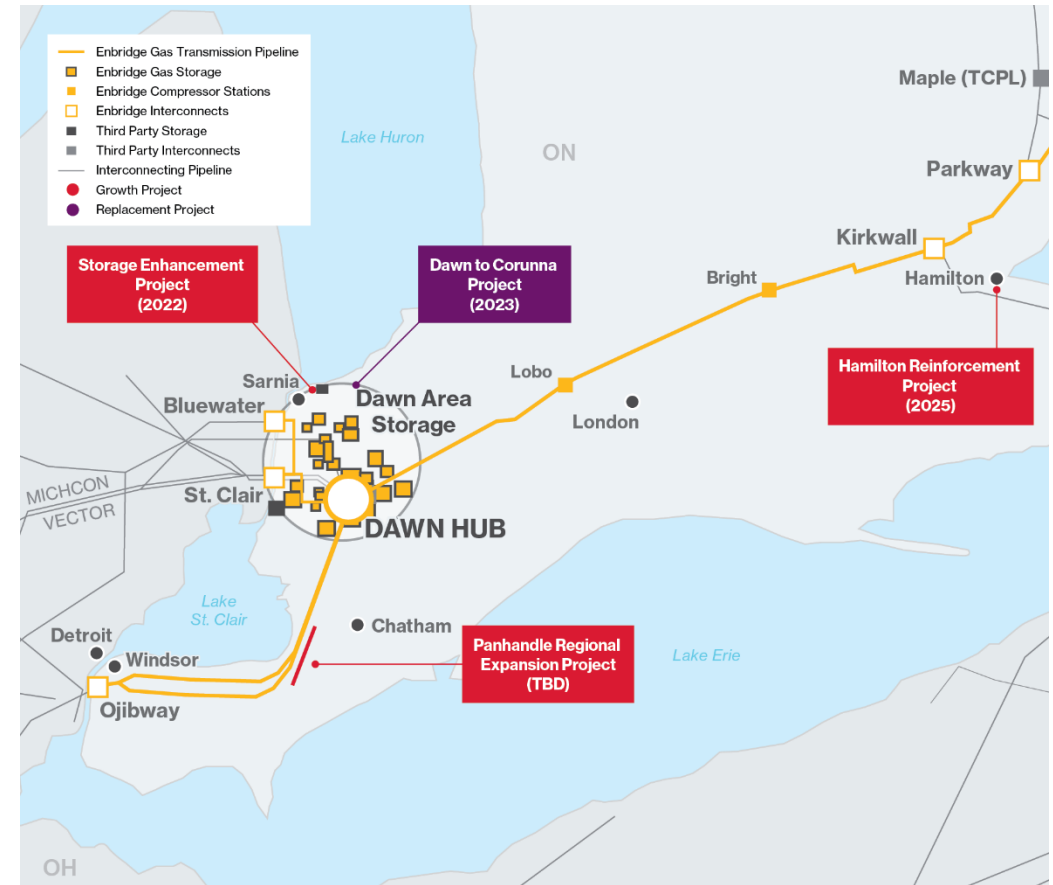 Enbridge Gas Transmission Pipeline
Enbridge Gas Storage
Enbridge Compressor Stations
Enbridge Interconnects
Third Party Storage
Third Party Interconnects
Interconnecting Pipeline
Growth Project
Replacement Project
Lake Huron
ON
Maple (TCPL)
Parkway
Kirkwall
Hamilton
Bright
Storage Enhancement
Project
(2022)
Dawn to Corunna
Project
(2023)
Hamilton Reinforcement
Project
(2025)
Lobo
London
Sarnia
Bluewater
Dawn Area
Storage
St. Clair
MICHCON
VECTOR
DAWN HUB
Lake
St. Clair
Chatham
Detroit
Windsor
Ojibway
Panhandle Regional
Expansion Project
(TBD)
Lake Erie
OH